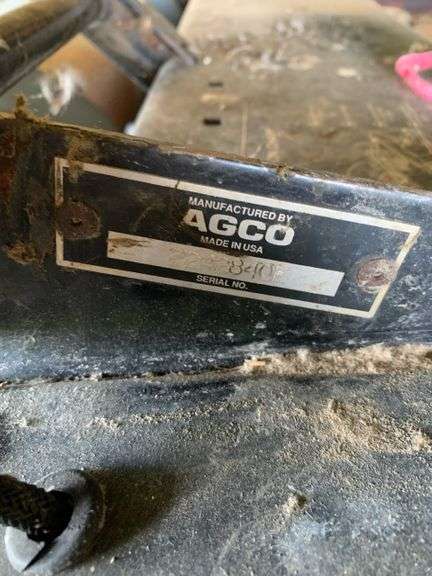 MANUFACTURED BY
AGCO
MADE IN USA
SERIAL NO.